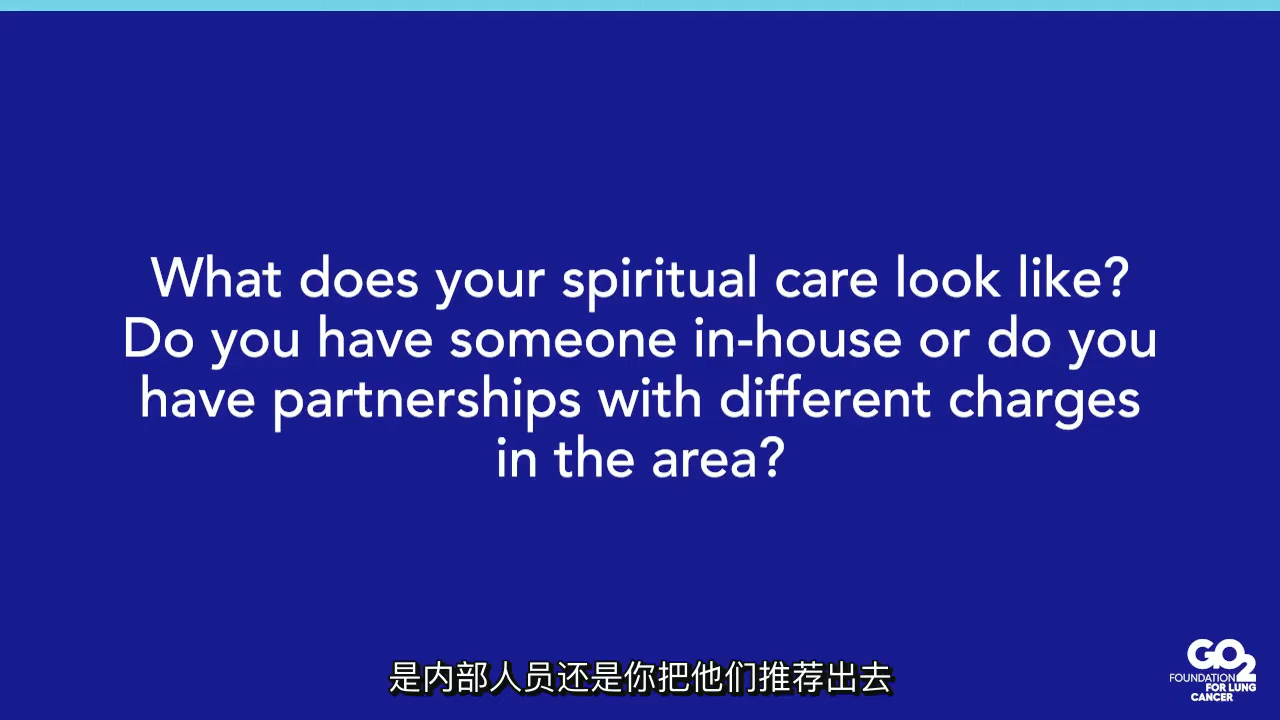 What does your spiritual care look like?
Do you have someone in-house or do you
have partnerships with different charges
in the area?
是内部人员还是你把他们推荐出去
GO2
FOUNDATION
FOR LUNG
CANCER